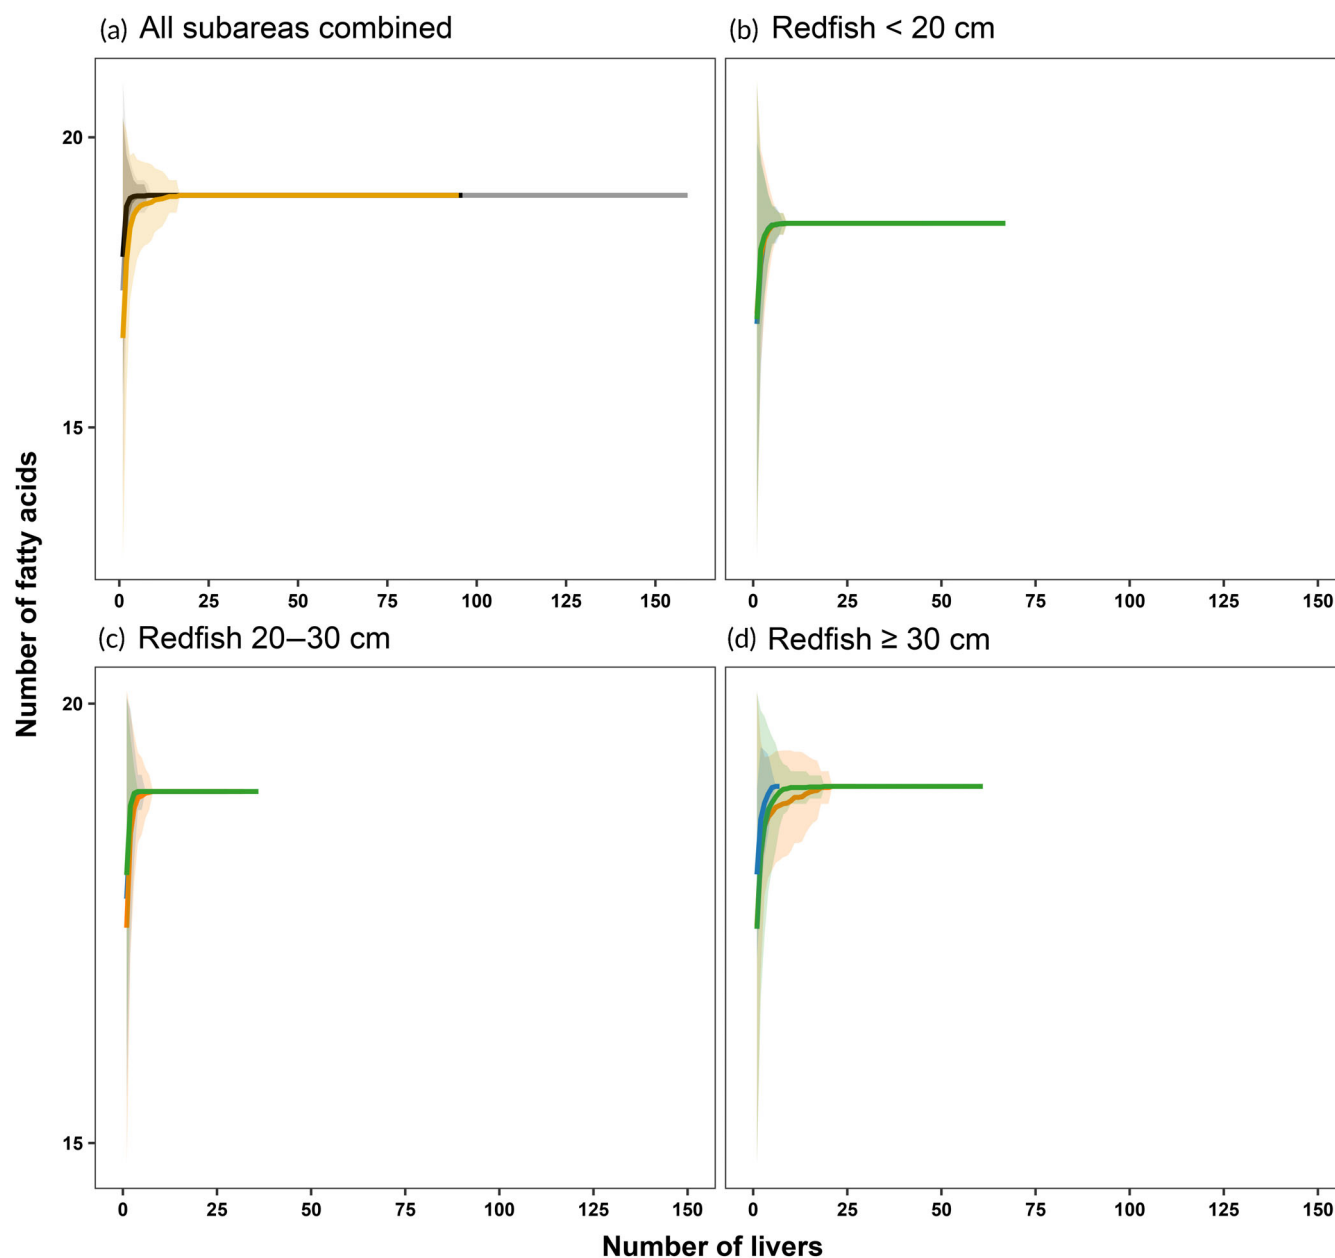 (a) All subareas combined
(b) Redfish < 20 cm
20
15
0 25 50 75 100 125 150
0 25 50 75 100 125 150
(c) Redfish 20–30 cm
(d) Redfish ≥ 30 cm
Number of fatty acids
20
15
0 25 50 75 100 125 150
0 25 50 75 100 125 150
Number of livers